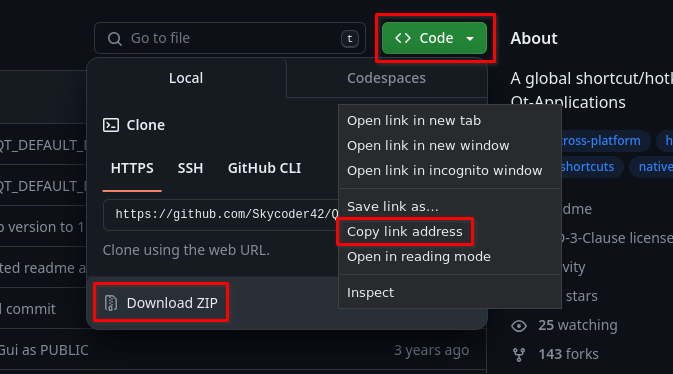 Go to file
t
Code
About
Local
Codespaces
A global shortcut/hotl
Qt-Applications
Clone
QT_DEFAULT_I
cross-platform
HTTPS
SSH
GitHub CLI
shortcuts
native
QT_DEFAULT_I
Open link in new tab
Open link in new window
Open link in incognito window
Save link as...
Copy link address
Open in reading mode
Inspect
https://github.com/Skycoder42/Q
version to 1
Clone using the web URL.
ted readme a
Download ZIP
commit
Gui as PUBLIC
3 years ago
dme
D-3-Clause license
vity
stars
25 watching
143 forks